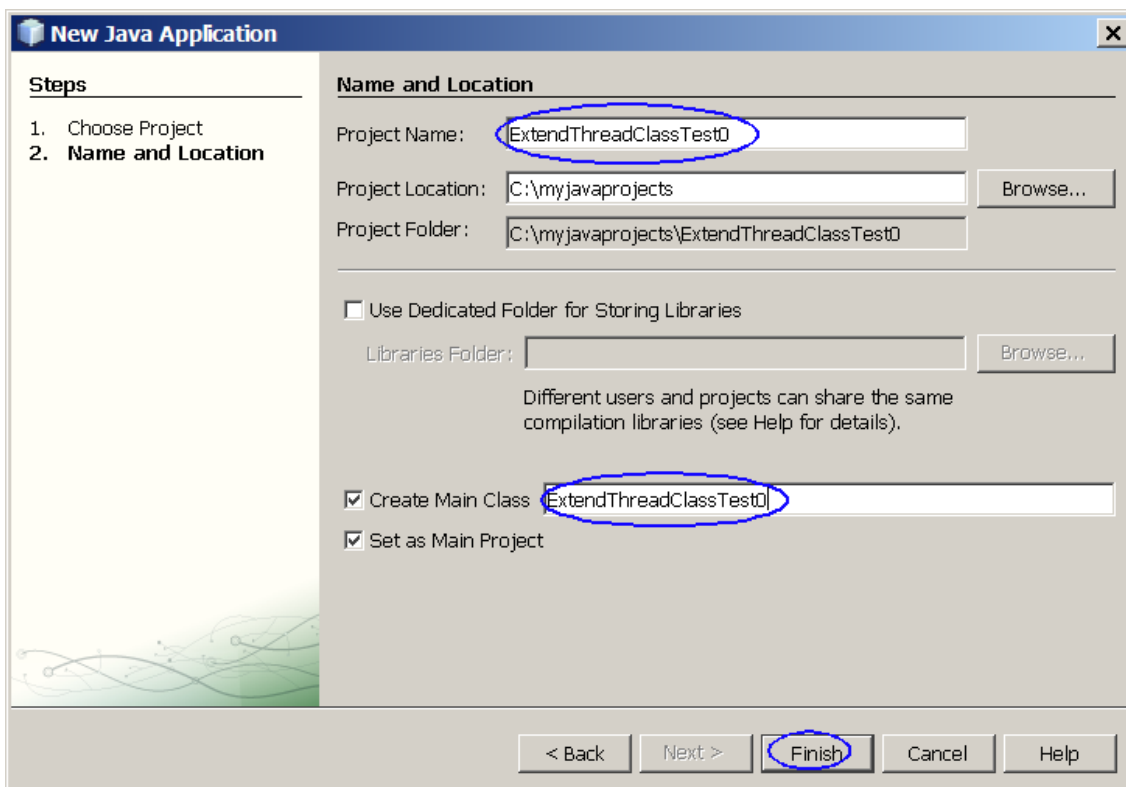 New Java Application
Steps
1. Choose Project
2. Name and Location
Name and Location
Project Name: ExtendThreadClassTest0
Project Location: C:\myjavaprojects Browse...
Project Folder: C:\myjavaprojects\ExtendThreadClassTest0
Use Dedicated Folder for Storing Libraries
Libraries Folder: Browse...
Different users and projects can share the same
compilation libraries (see Help for details).
Create Main Class ExtendThreadClassTest0
Set as Main Project
< Back Next > Finish Cancel Help